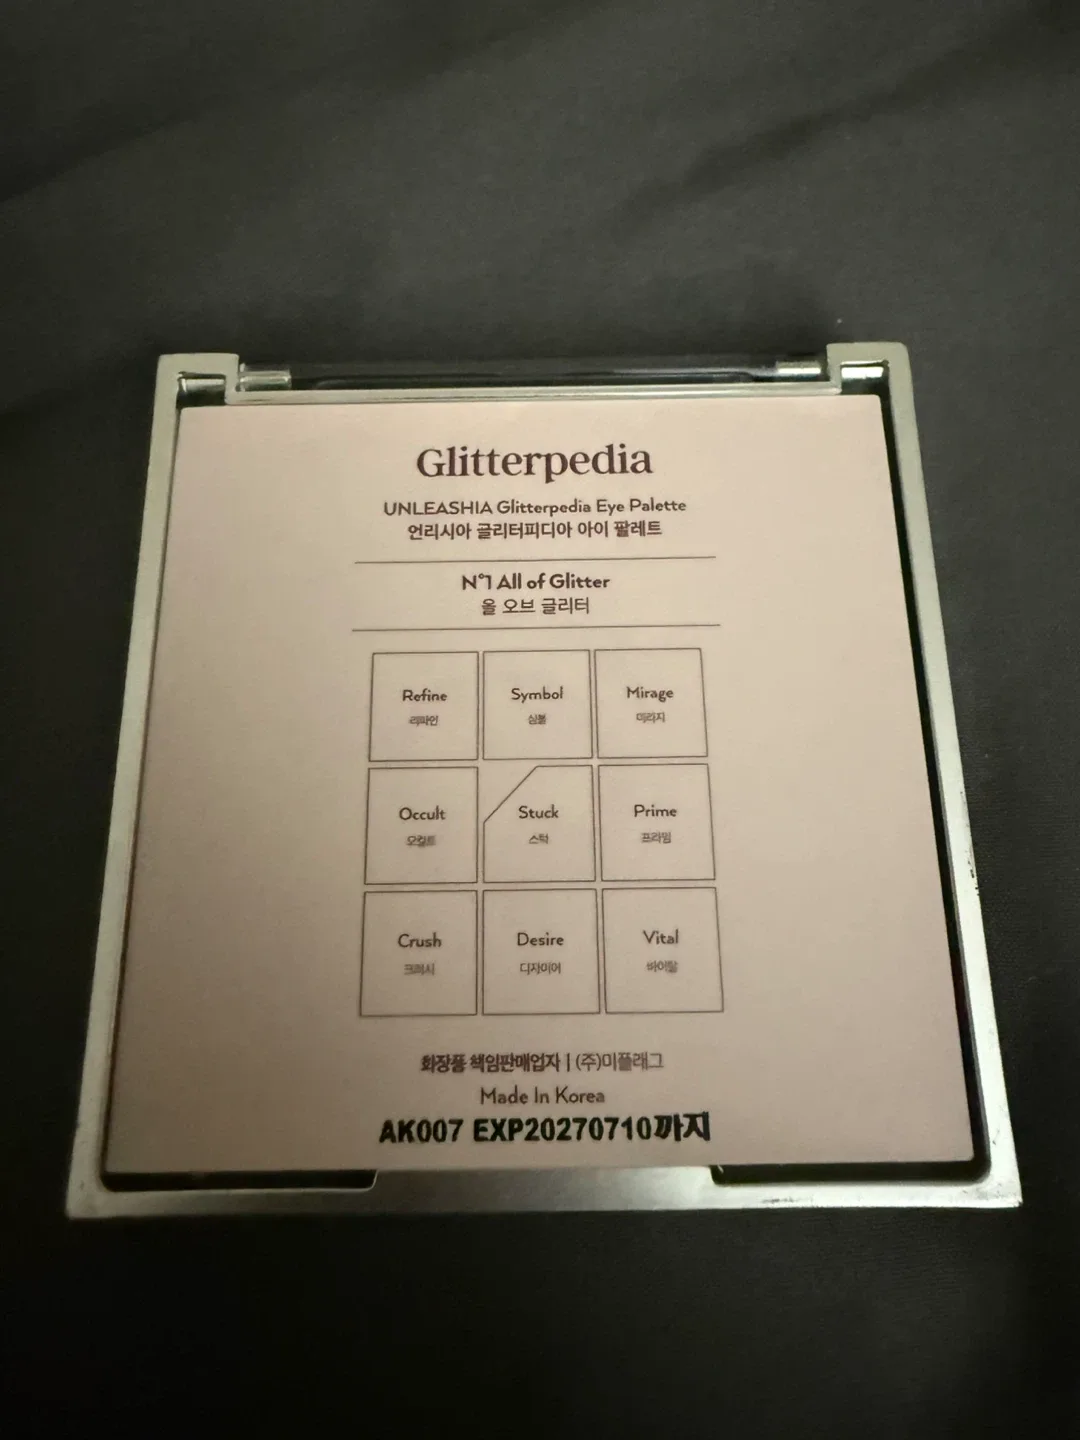 Glitterpedia
UNLEASHIA Glitterpedia Eye Palette
언리시아 글리터피디아 아이 팔레트
N°1 All of Glitter
올 오브 글리터
Refine
리파인
Symbol
심볼
Mirage
미라지
Occult
오컬트
Stuck
스턱
Prime
프라임
Crush
크러시
Desire
디자이어
Vital
바이탈
화장품 책임판매업자 | (주)미플래그
Made In Korea
AK007 EXP20270710까지